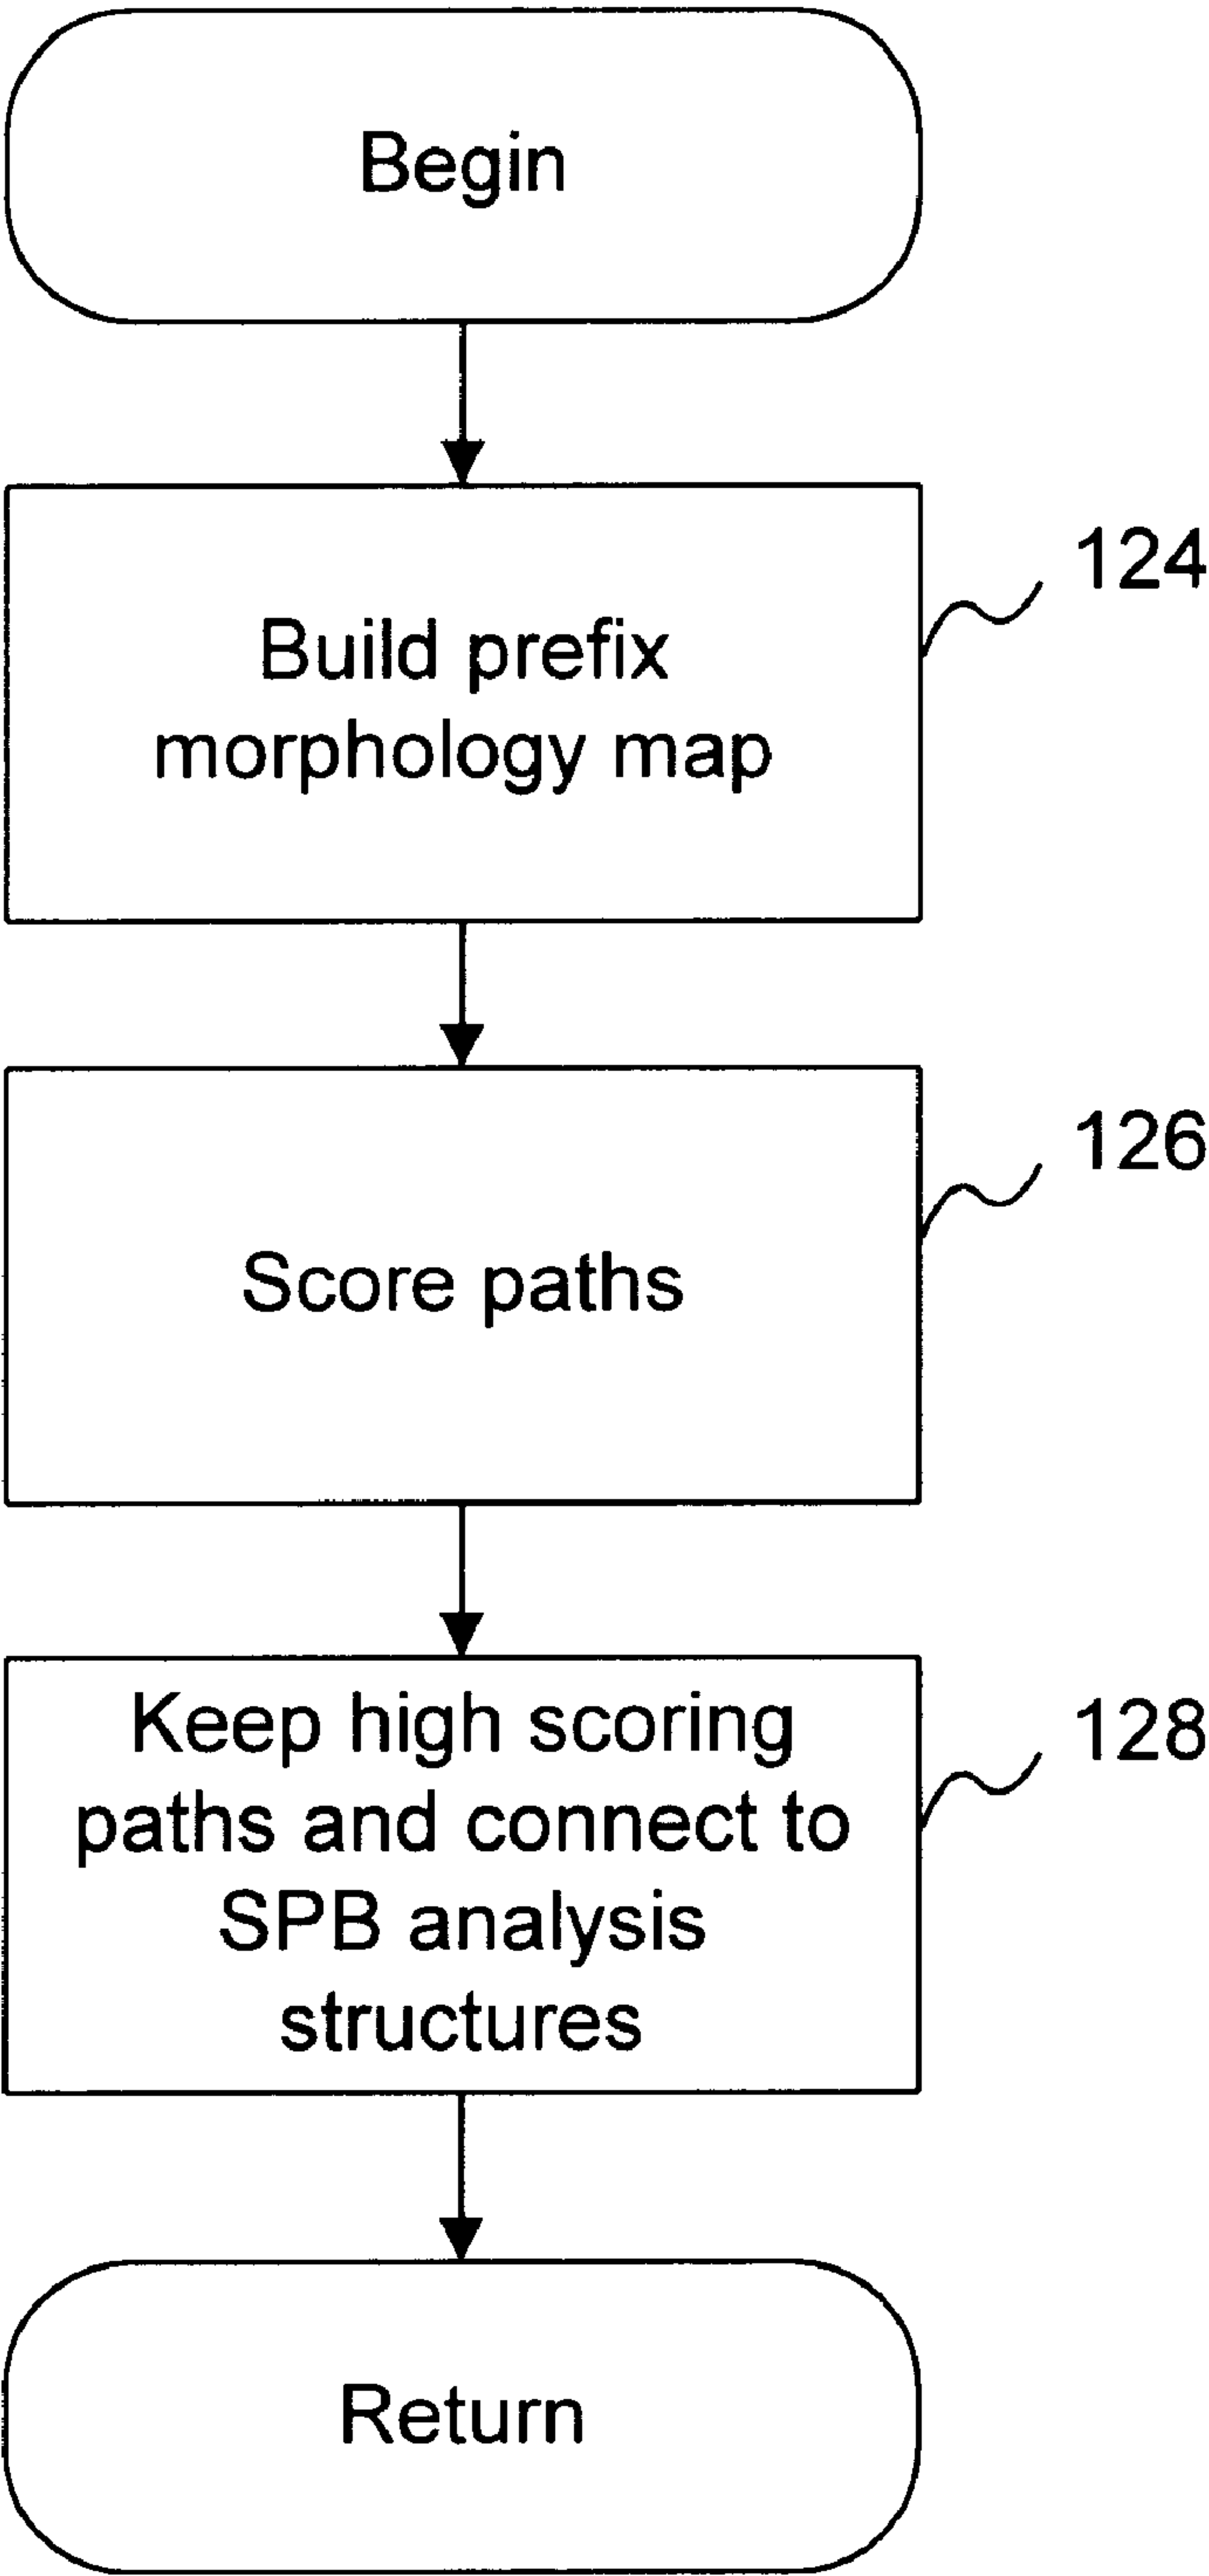 Begin
124
Build prefix
morphology map
126
Score paths
128
Keep high scoring
paths and connect to
SPB analysis
structures
Return